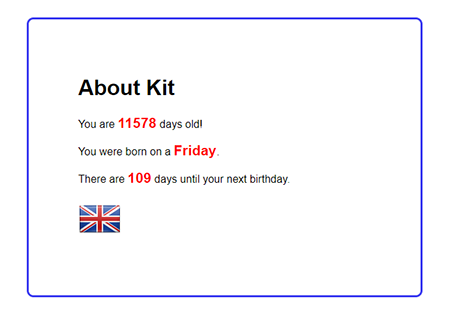 About Kit
You are 11578 days old!
You were born on a Friday.
There are 109 days until your next birthday.